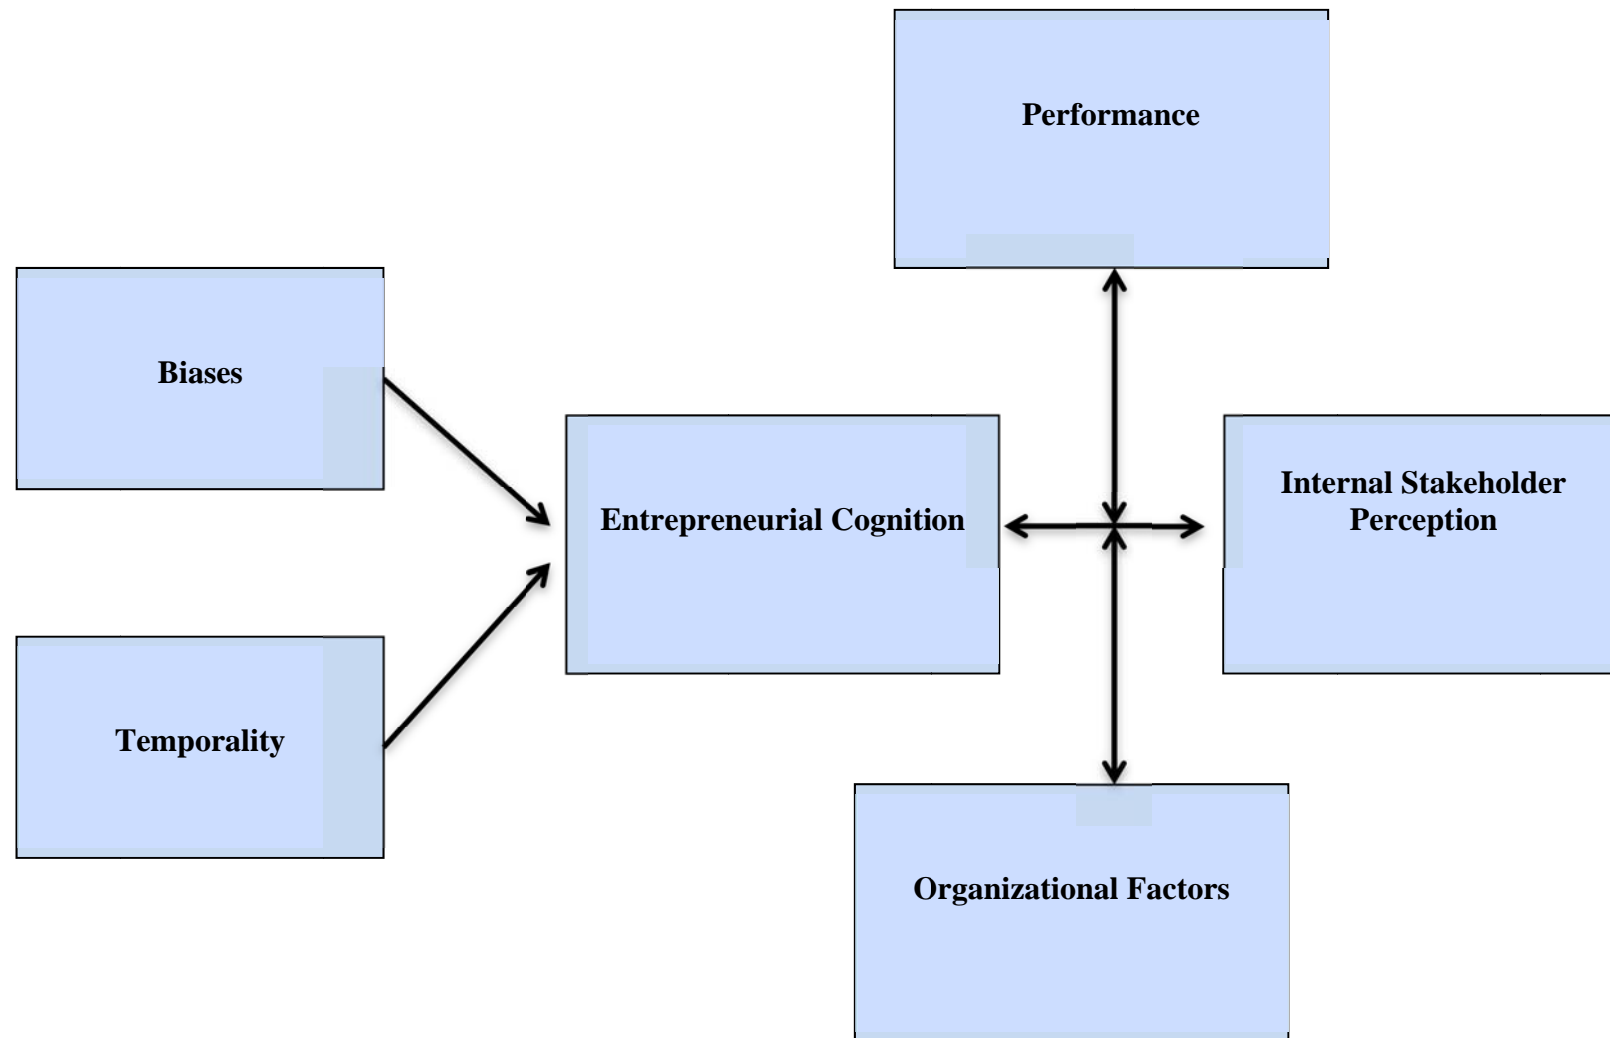 Performance
Biases
Entrepreneurial Cognition
Internal Stakeholder
Perception
Temporality
Organizational Factors